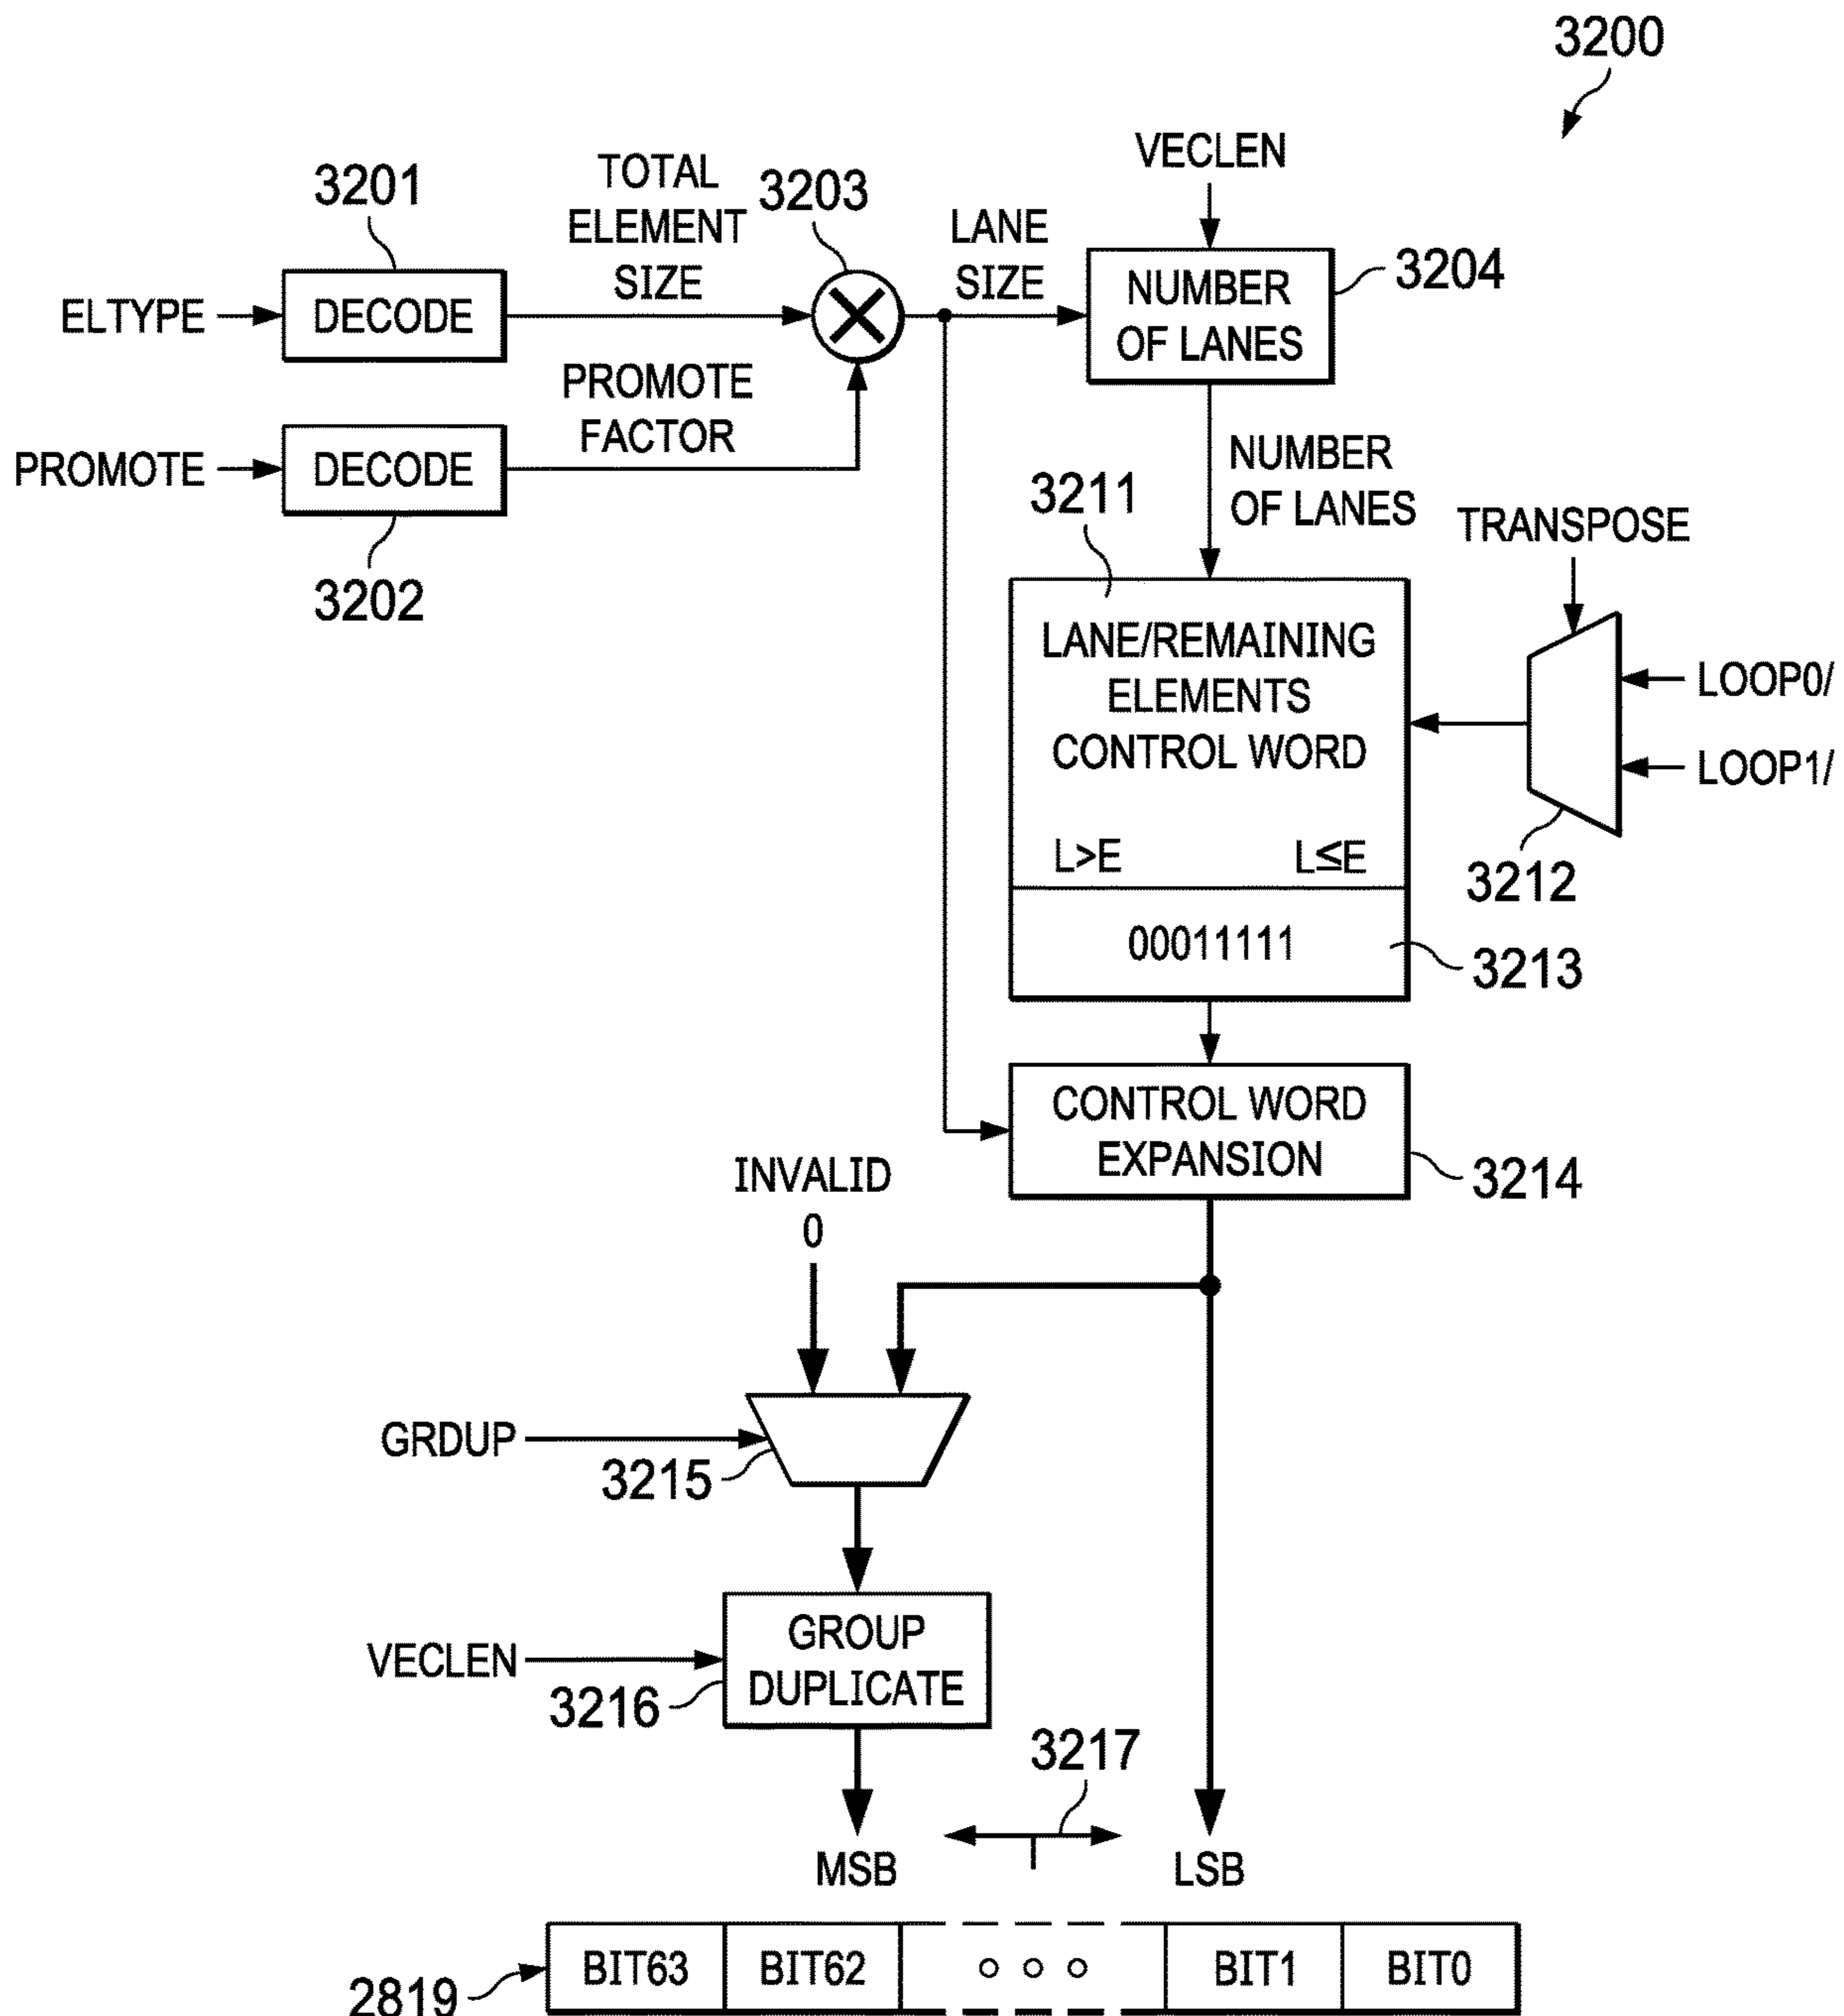 3200
VECLEN
TOTAL
ELEMENT
SIZE
3201
3203
LANE
SIZE
NUMBER
OF LANES
3204
ELTYPE
DECODE
PROMOTE
FACTOR
PROMOTE
DECODE
3202
NUMBER
OF LANES
3211
TRANSPOSE
LANE/REMAINING
ELEMENTS
CONTROL WORD
LOOP0/
LOOP1/
L>E
L≤E
3212
00011111
3213
CONTROL WORD
EXPANSION
3214
INVALID
0
GRDUP
3215
GROUP
DUPLICATE
VECLEN
3216
3217
MSB
LSB
BIT63
BIT62
BIT1
BIT0
2819